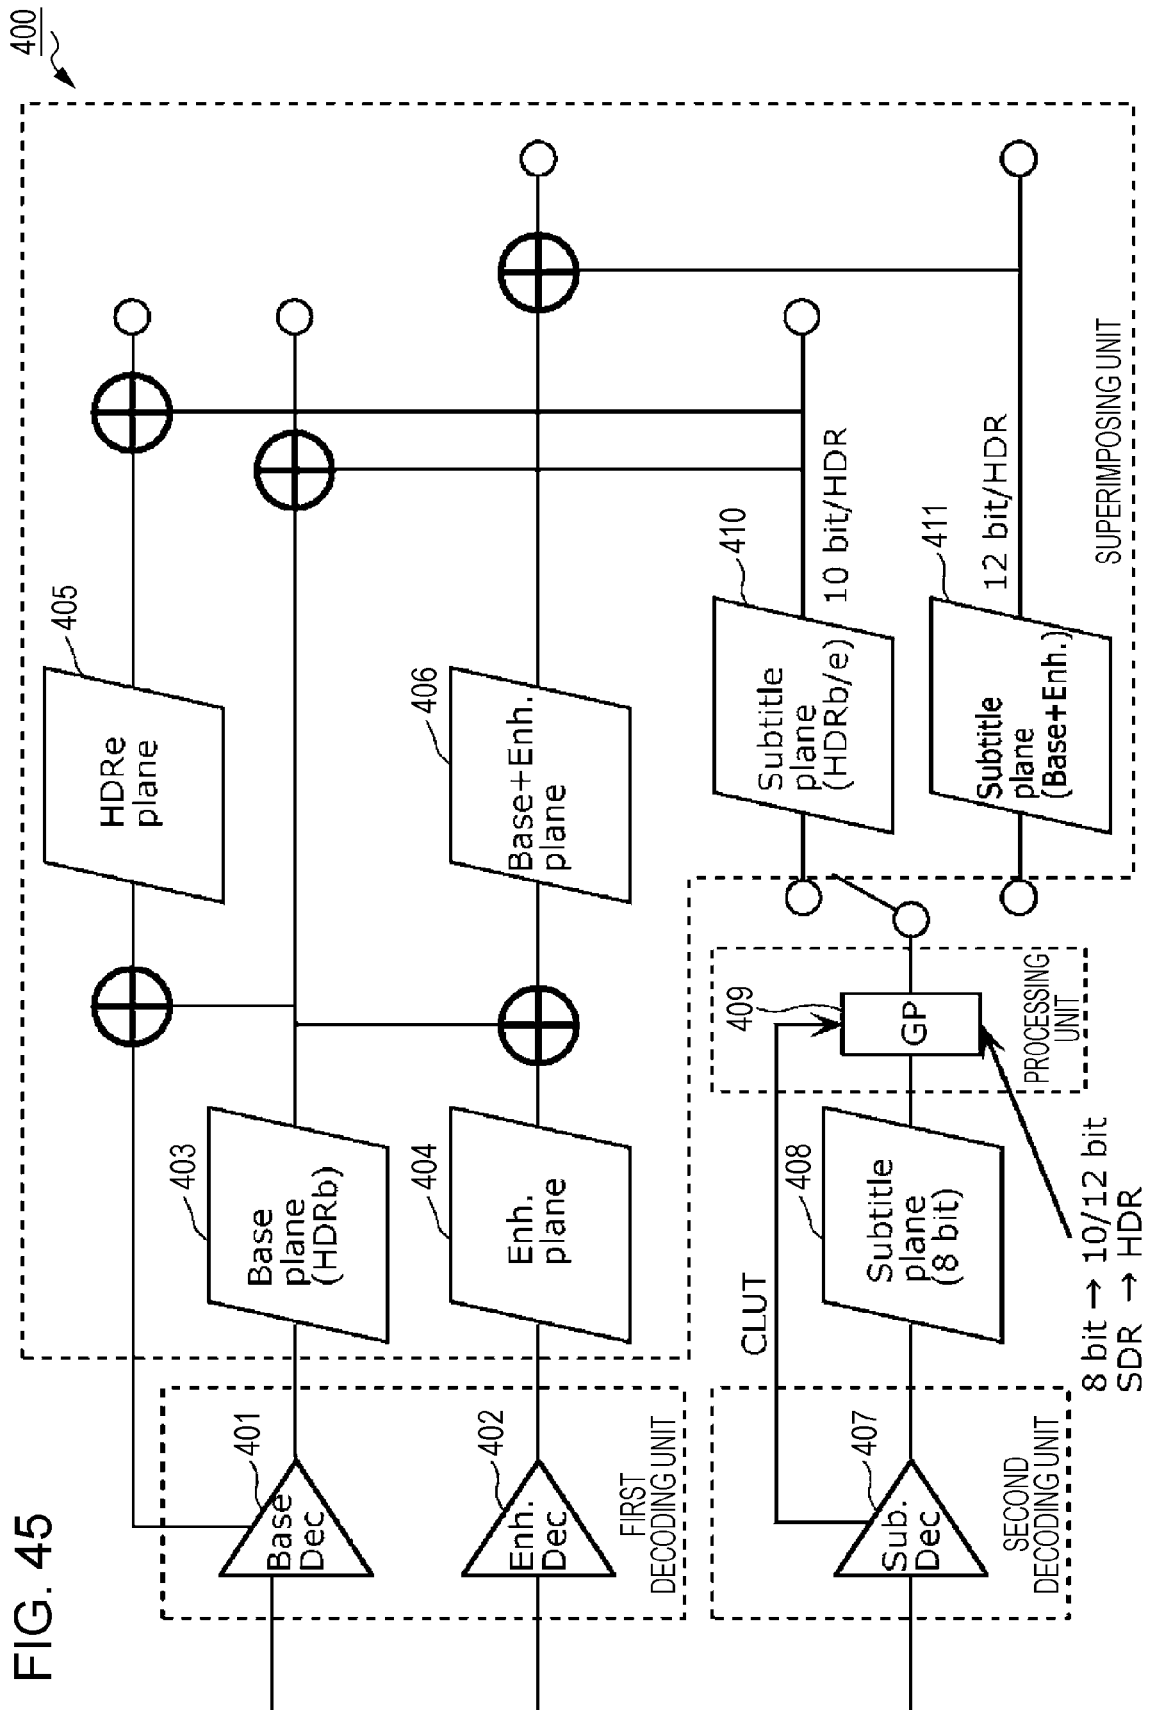 FIG. 45
400
401
Base
Dec.
402
Enh.
Dec.
FIRST
DECODING UNIT
407
Sub.
Dec.
SECOND
DECODING UNIT
403
Base
plane
(HDRb)
404
Enh.
plane
405
HDRe
plane
406
Base+Enh.
plane
CLUT
408
Subtitle
plane
(8 bit)
409
GP
PROCESSING
UNIT
8 bit → 10/12 bit
SDR → HDR
410
Subtitle
plane
(HDRb/e)
10 bit/HDR
411
Subtitle
plane
(Base+Enh.)
12 bit/HDR
SUPERIMPOSING UNIT